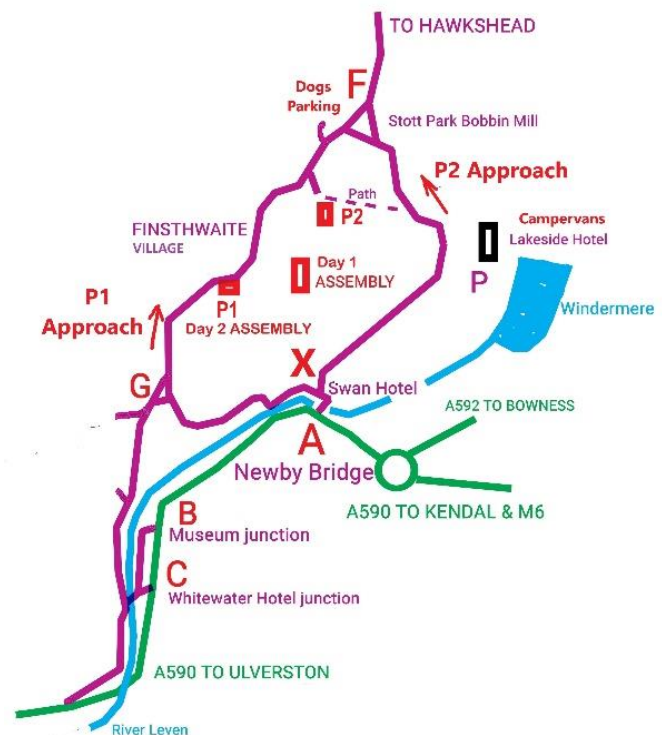 TO HAWKSHEAD
F
Dogs
Parking
Stott Park Bobbin Mill
P2 Approach
Path
P2
Campervans
Lakeside Hotel
P
FINSTHWAITE
VILLAGE
Day 1
ASSEMBLY
P1
Day 2 ASSEMBLY
P1
Approach
Windermere
G
X
Swan Hotel
A592 TO BOWNESS
A
Newby Bridge
A590 TO KENDAL & M6
B
Museum junction
C
Whitewater Hotel junction
A590 TO ULVERSTON
River Leven